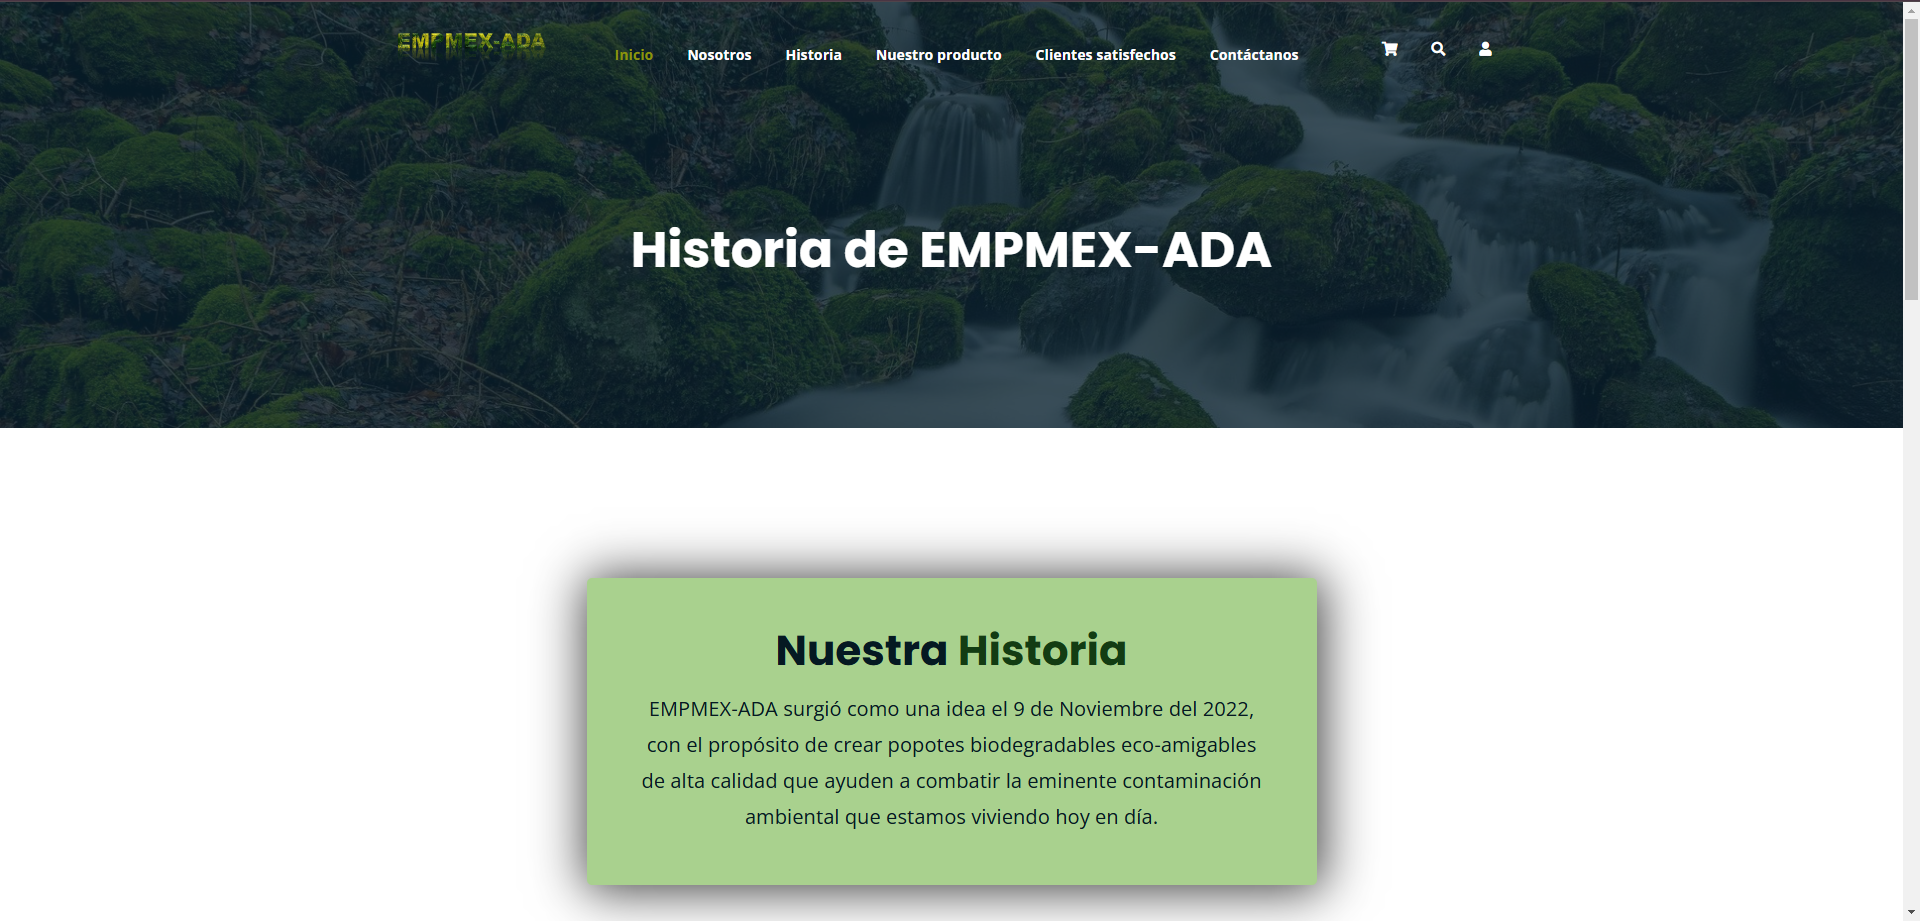 EMPMEX-ADA
Inicio Nosotros Historia Nuestro producto Clientes satisfechos Contáctanos
Historia de EMPMEX-ADA
Nuestra Historia
EMPMEX-ADA surgió como una idea el 9 de Noviembre del 2022,
con el propósito de crear popotes biodegradables eco-amigables
de alta calidad que ayuden a combatir la eminente contaminación
ambiental que estamos viviendo hoy en día.